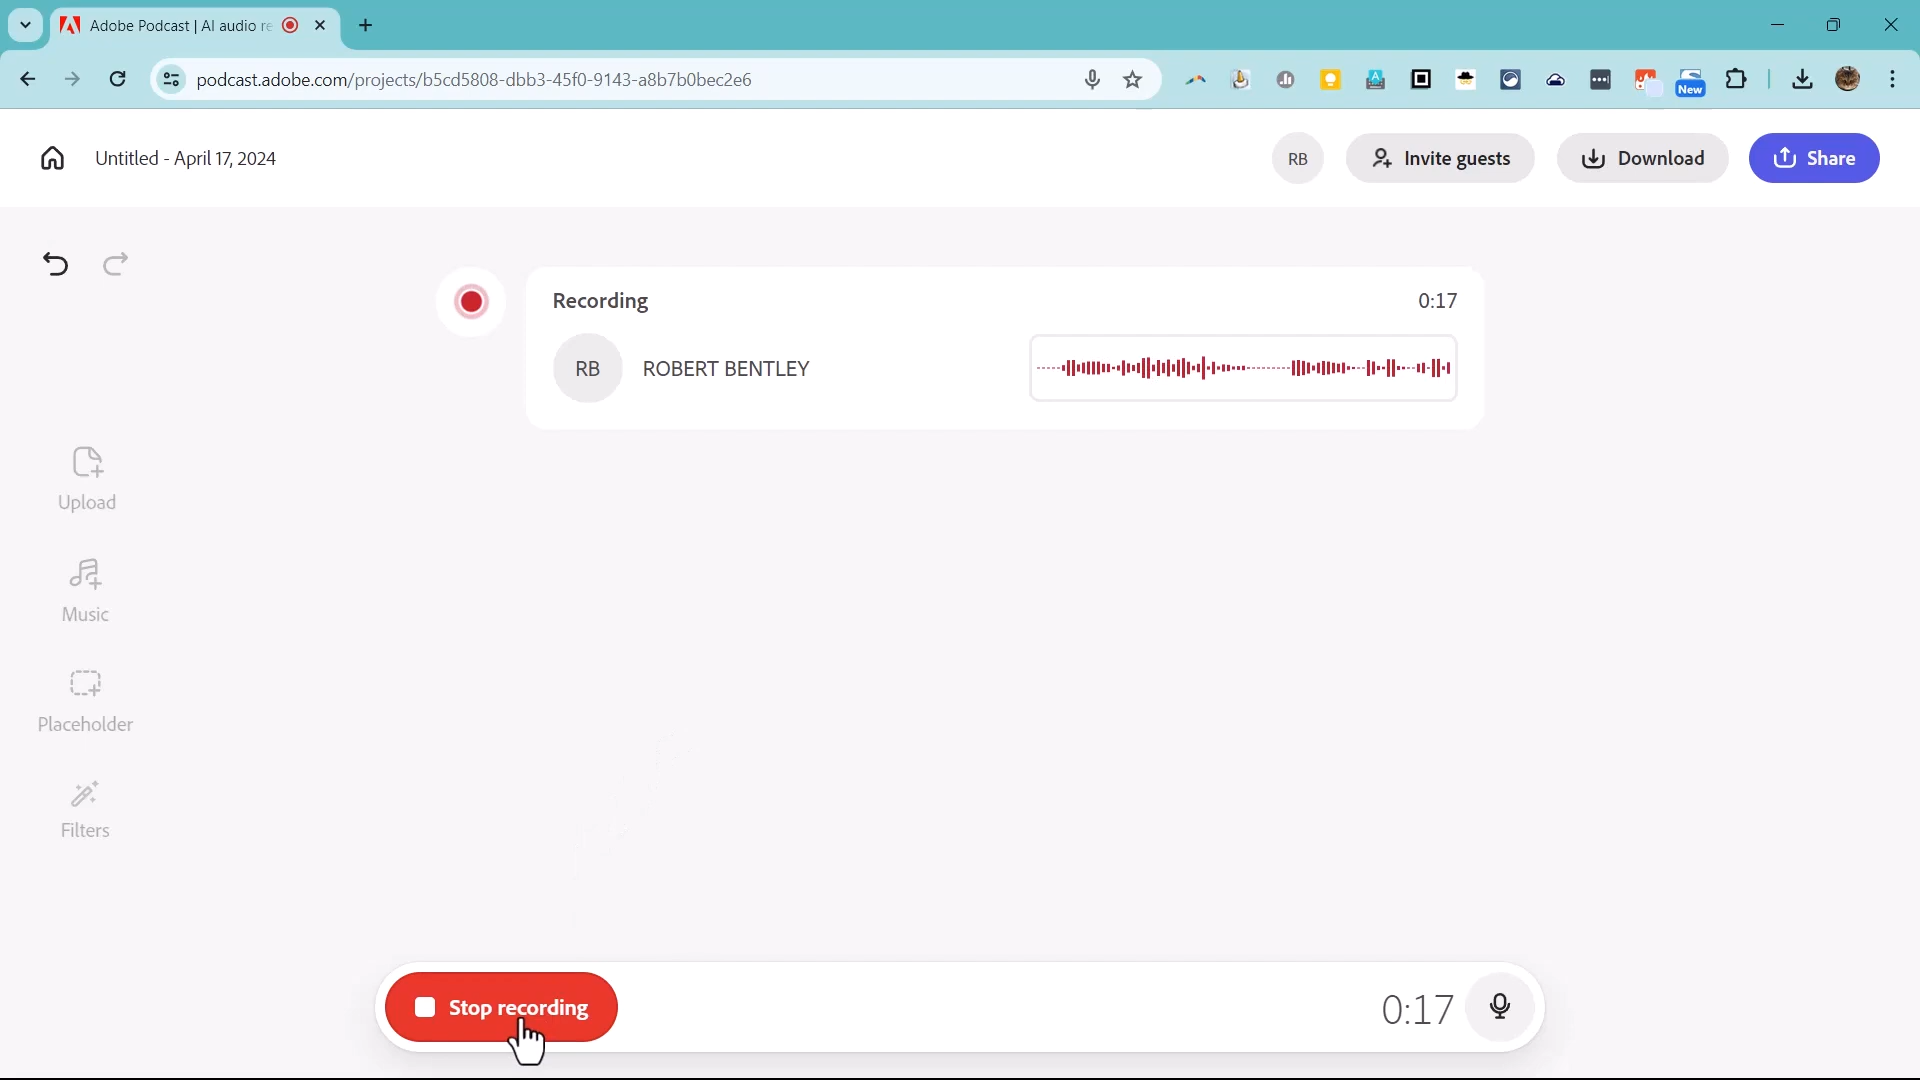 Adobe Podcast | AI audio re
podcast.adobe.com/projects/b5cd5808-dbb3-45f0-9143-a8b7b0bec2e6
New
Untitled - April 17, 2024
RB
Invite guests
Download
Share
Recording
0:17
RB
ROBERT BENTLEY
Upload
Music
Placeholder
Filters
Stop recording
0:17